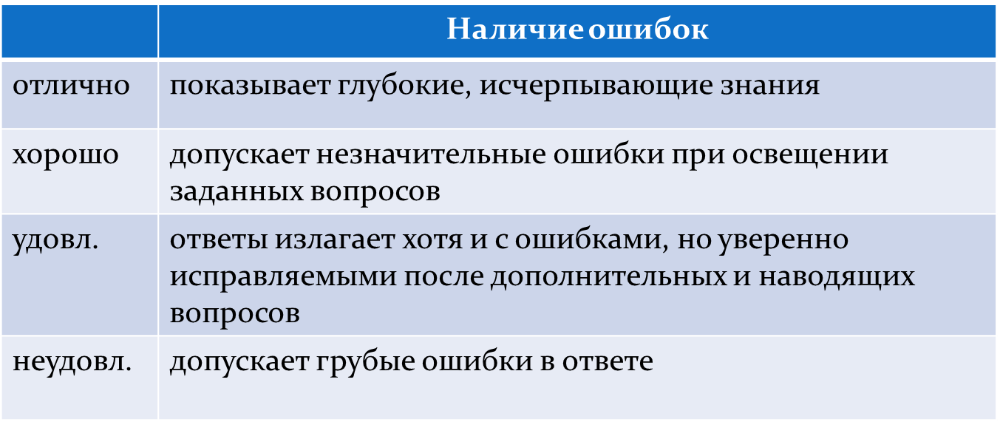 Наличие ошибок
отлично показывает глубокие, исчерпывающие знания
хорошо допускает незначительные ошибки при освещении
заданных вопросов
удовл. ответы излагает хотя и с ошибками, но уверенно
исправляемыми после дополнительных и наводящих
вопросов
неудовл. допускает грубые ошибки в ответе